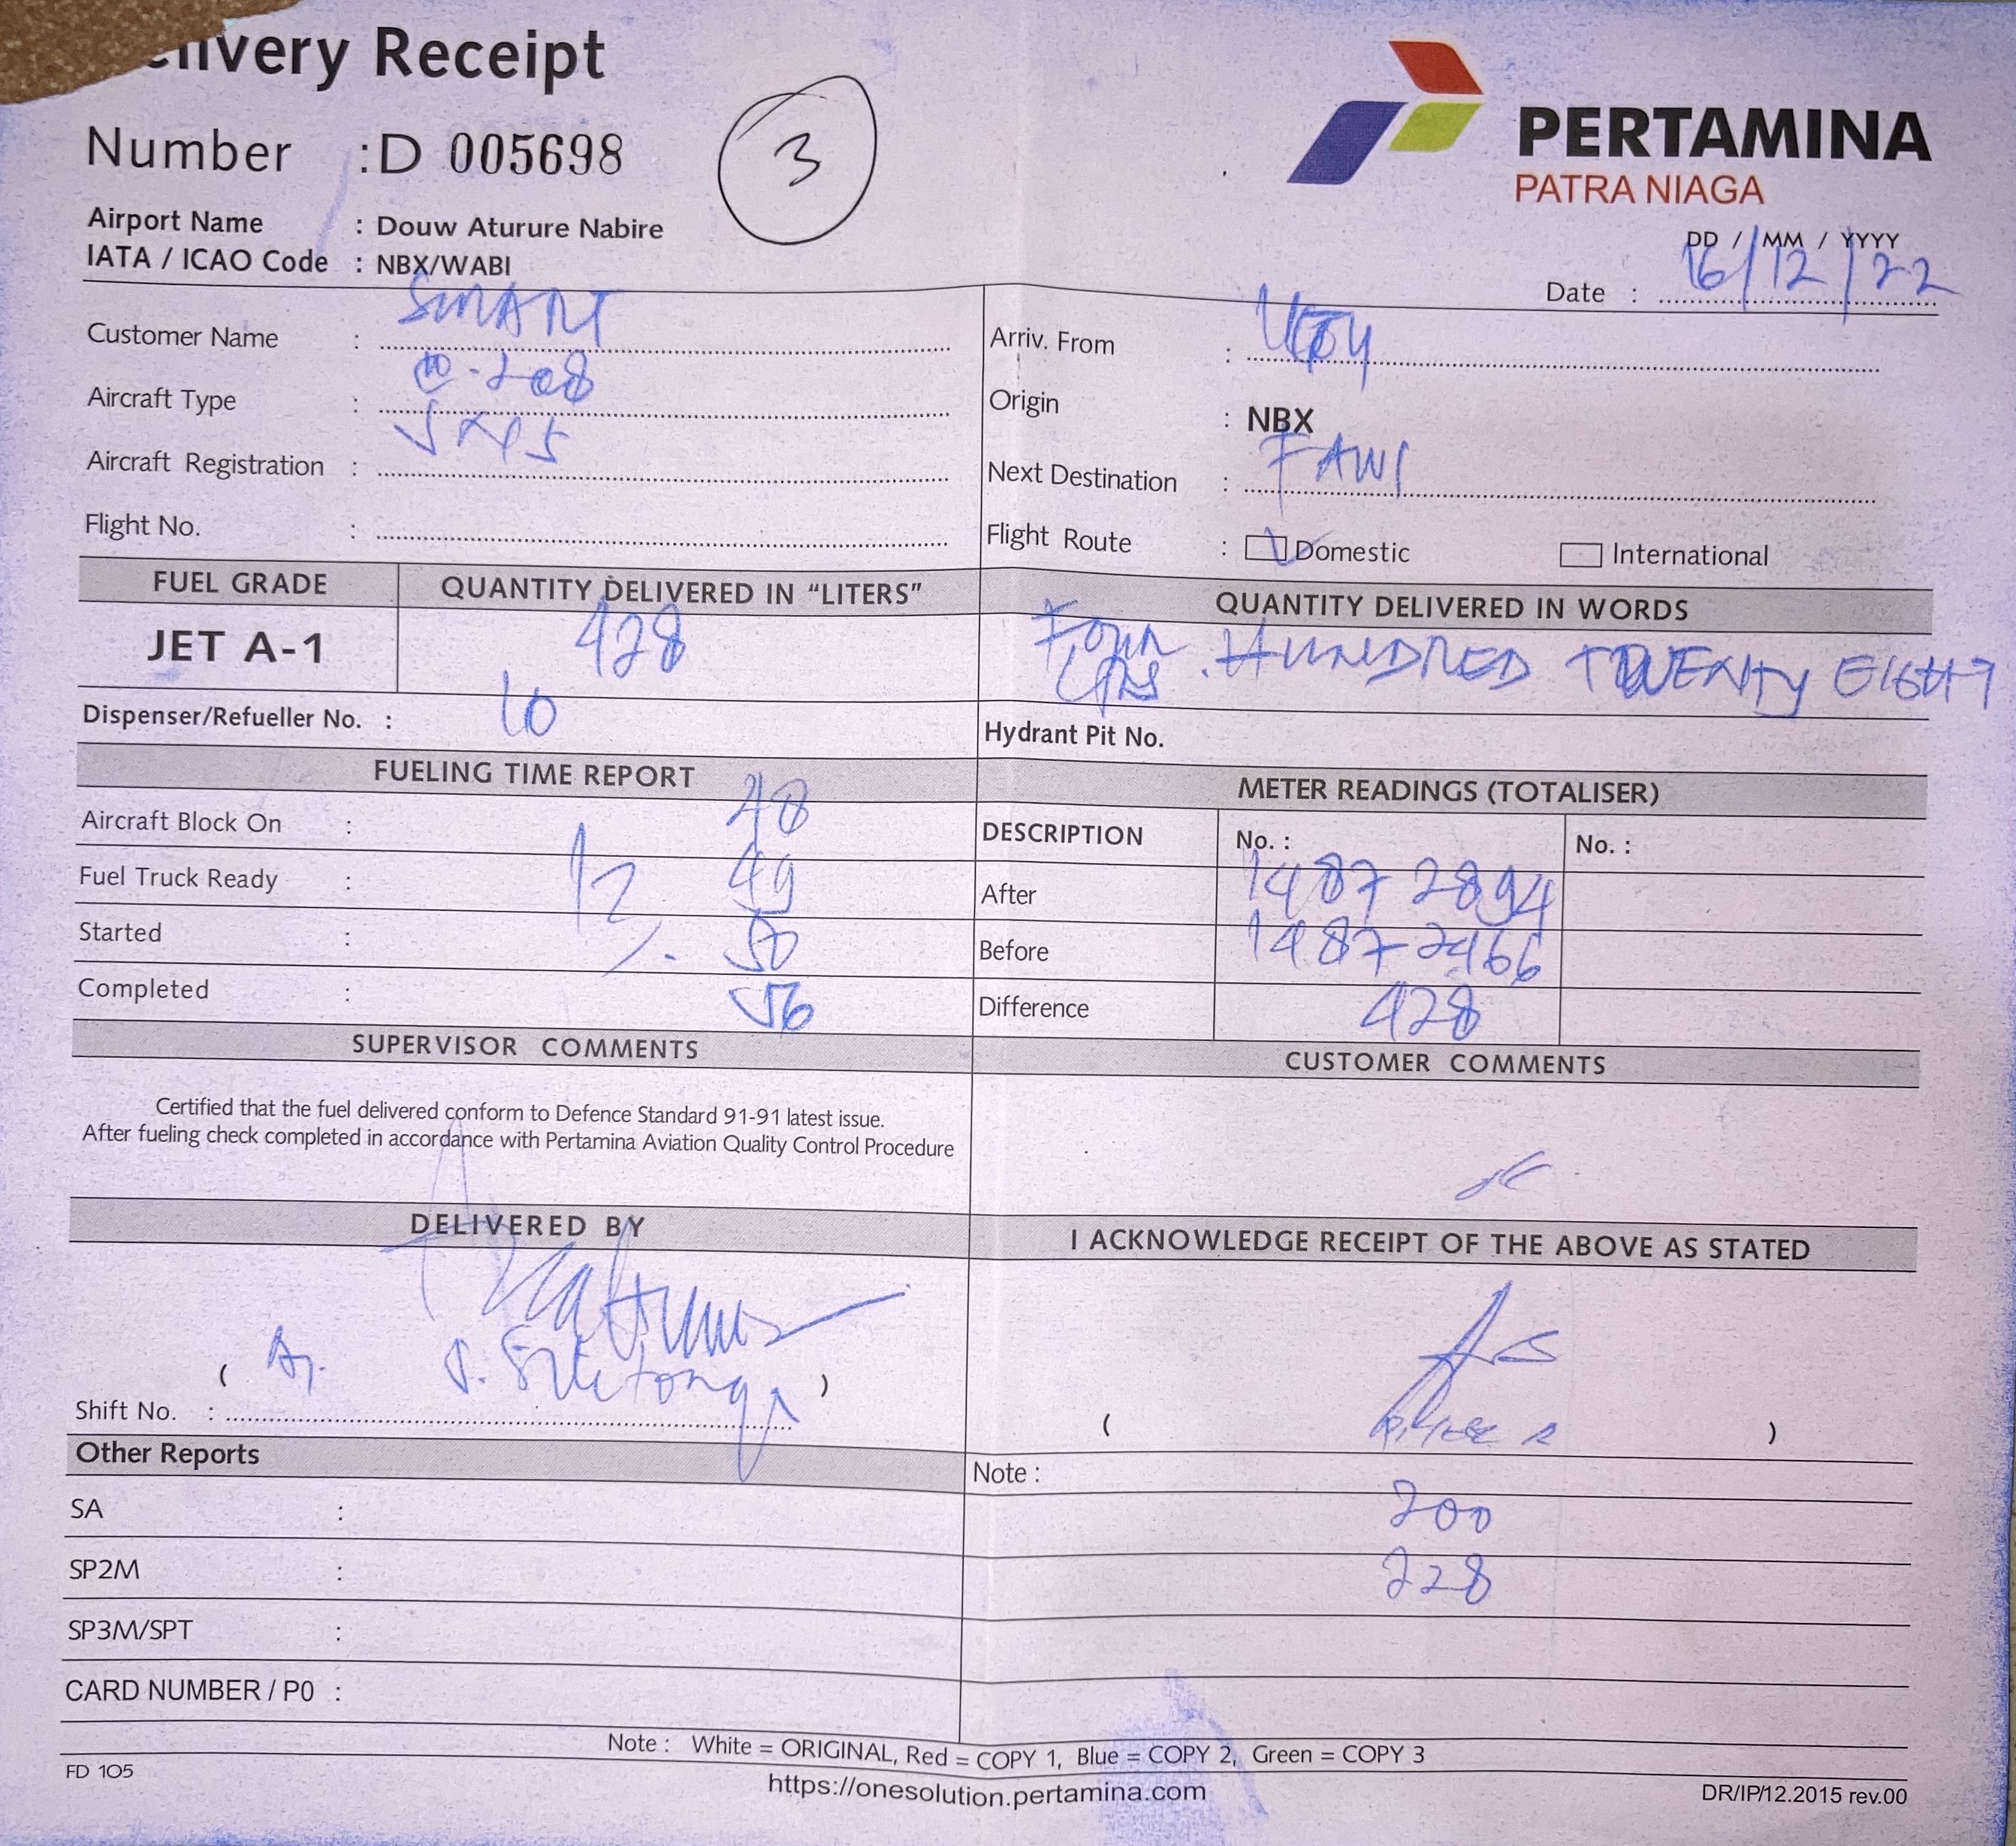 livery Receipt
Number :D 005698
3
PERTAMINA
PATRA NIAGA
Airport Name : Douw Aturure Nabire
IATA / ICAO Code : NBX/WABI
DD / MM / YYYY
Date : 16/12/22
Customer Name : SMART
Aircraft Type : -208
Aircraft Registration :
Flight No. :
Arriv. From :
Origin : NBX
Next Destination : FAWI
Flight Route : Domestic International
FUEL GRADE QUANTITY DELIVERED IN "LITERS" QUANTITY DELIVERED IN WORDS
JET A-1 428 Four HUNDRED TWENTY EIGHT
Dispenser/Refueller No. : 10
Hydrant Pit No.
FUELING TIME REPORT
Aircraft Block On : 48
Fuel Truck Ready : 12 49
Started : 50
Completed : 56
METER READINGS (TOTALISER)
DESCRIPTION No. : No. :
After 1487 2894
Before 1487 2466
Difference 428
SUPERVISOR COMMENTS
Certified that the fuel delivered conform to Defence Standard 91-91 latest issue.
After fueling check completed in accordance with Pertamina Aviation Quality Control Procedure
CUSTOMER COMMENTS
DELIVERED BY
( )
Shift No. :
I ACKNOWLEDGE RECEIPT OF THE ABOVE AS STATED
( )
Other Reports
SA :
SP2M :
SP3M/SPT :
CARD NUMBER / P0 :
Note :
200
228
Note : White = ORIGINAL, Red = COPY 1, Blue = COPY 2, Green = COPY 3
FD 105
https://onesolution.pertamina.com
DR/IP/12.2015 rev.00